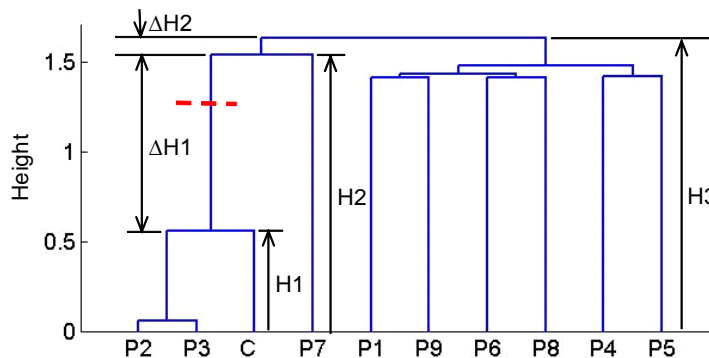 ΔH2
1.5
ΔH1
1
Height
H2
H3
0.5
H1
0
P2 P3 C P7 P1 P9 P6 P8 P4 P5